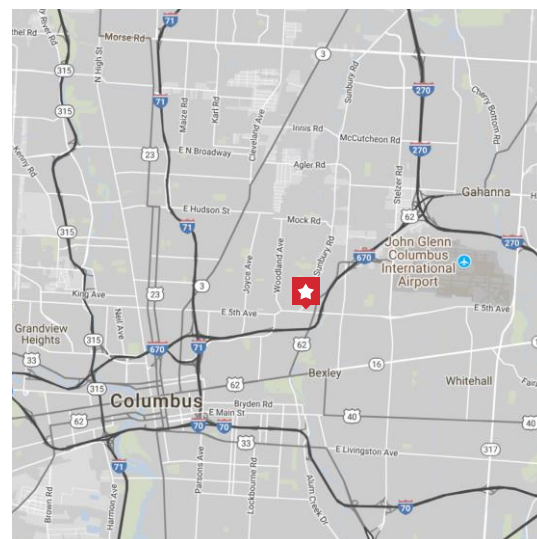 71
Morse Rd
3
thel Rd
315
N High St
Maize Rd
Karl Rd
Cleveland Ave
Sunbury Rd
270
Cherry Bottom Rd
315
71
Innis Rd
McCutcheon Rd
270
23
E N Broadway
Agler Rd
Kenny Rd
Stelzer Rd
Gahanna
E Hudson St
Mock Rd
62
71
315
John Glenn
Columbus
International
Airport
270
670
Joyce Ave
Woodland Ave
Sunbury Rd
King Ave
23
3
Neil Ave
E 5th Ave
E 5th Ave
Grandview
Heights
33
670
71
62
16
Bexley
Whitehall
315
62
Columbus
Bryden Rd
E Main St
40
40
62
70
70
33
E Livingston Ave
317
71
Parsons Ave
Lockbourne Rd
Alum Creek Dr
Brown Rd
Harmon Ave
70